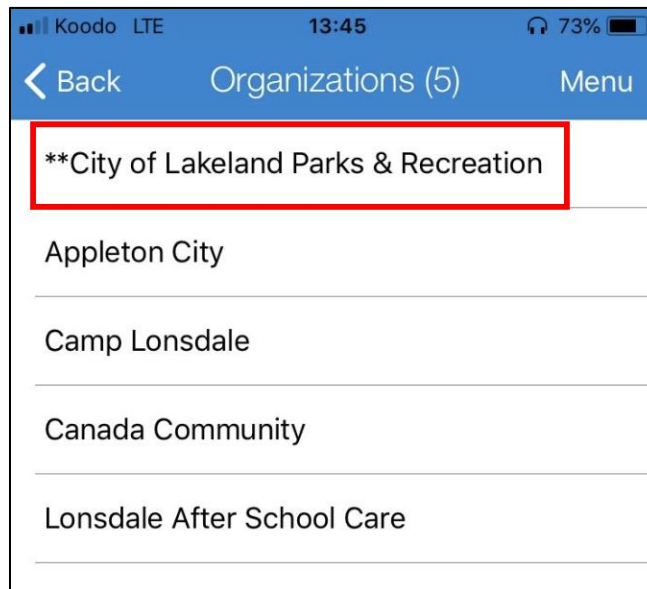 Koodo LTE 13:45 73%
Back Organizations (5) Menu
**City of Lakeland Parks & Recreation
Appleton City
Camp Lonsdale
Canada Community
Lonsdale After School Care